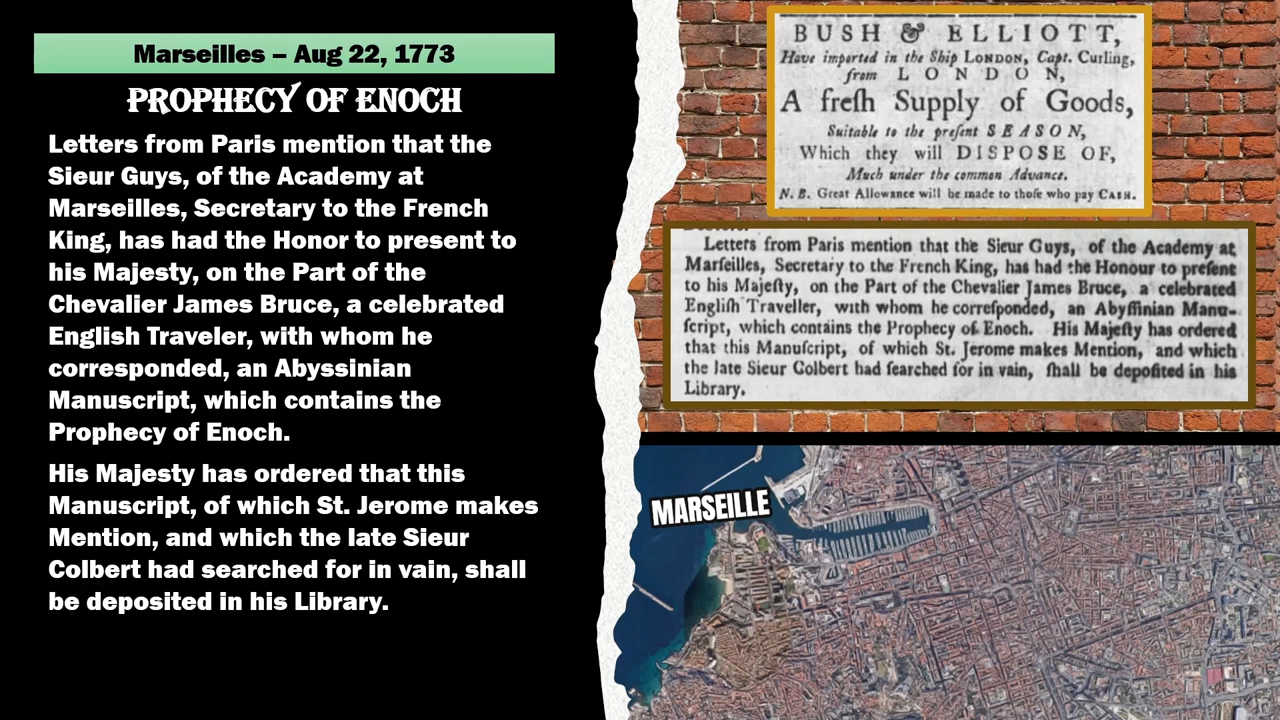 Marseilles – Aug 22, 1773
PROPHECY OF ENOCH
Letters from Paris mention that the
Sieur Guys, of the Academy at
Marseilles, Secretary to the French
King, has had the Honor to present to
his Majesty, on the Part of the
Chevalier James Bruce, a celebrated
English Traveler, with whom he
corresponded, an Abyssinian
Manuscript, which contains the
Prophecy of Enoch.
His Majesty has ordered that this
Manuscript, of which St. Jerome makes
Mention, and which the late Sieur
Colbert had searched for in vain, shall
be deposited in his Library.
BUSH & ELLIOTT,
Have imported in the Ship LONDON, Capt. Curling,
from LONDON,
A freſh Supply of Goods,
Suitable to the preſent SEASON,
Which they will DISPOSE OF,
Much under the common Advance.
N. B. Great Allowance will be made to thoſe who pay CASH.
Letters from Paris mention that the Sieur Guys, of the Academy at
Marſeilles, Secretary to the French King, has had the Honour to preſent
to his Majeſty, on the Part of the Chevalier James Bruce, a celebrated
Engliſh Traveller, with whom he correſponded, an Abyſſinian Manu-
ſcript, which contains the Prophecy of Enoch. His Majeſty has ordered
that this Manuſcript, of which St. Jerome makes Mention, and which
the late Sieur Colbert had ſearched for in vain, ſhall be depoſited in his
Library.
MARSEILLE